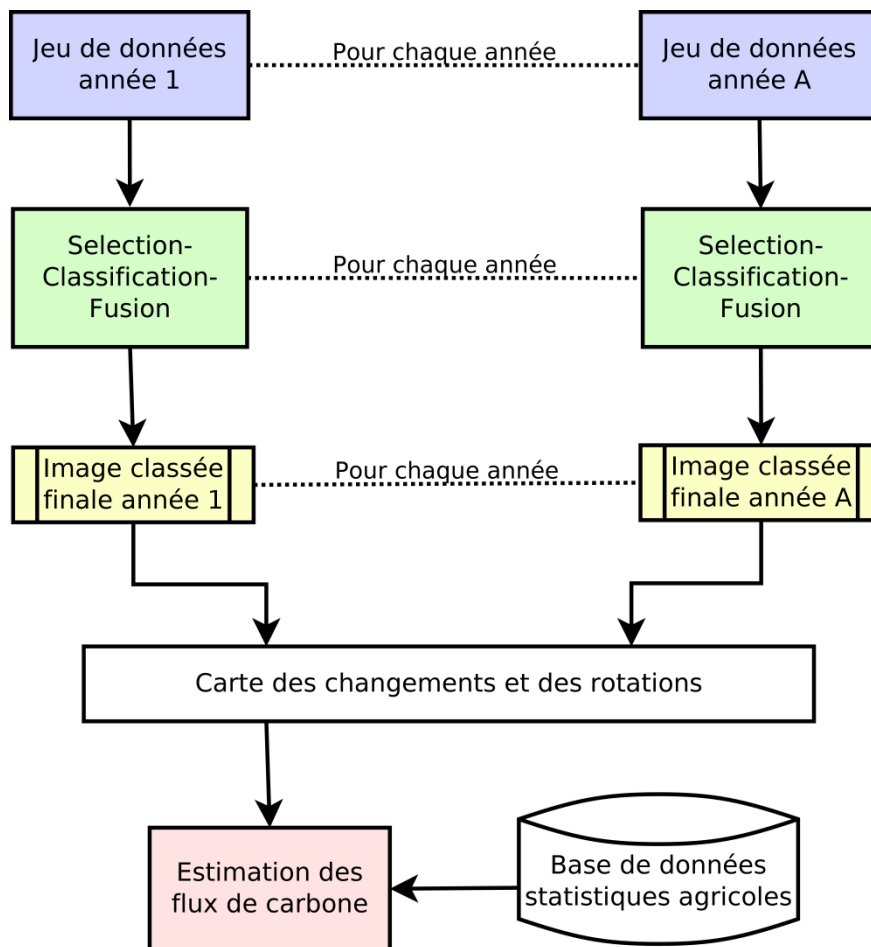 Jeu de données
année 1
Pour chaque année
Jeu de données
année A
Selection-
Classification-
Fusion
Pour chaque année
Selection-
Classification-
Fusion
Image classée
finale année 1
Pour chaque année
Image classée
finale année A
Carte des changements et des rotations
Estimation des
flux de carbone
Base de données
statistiques agricoles